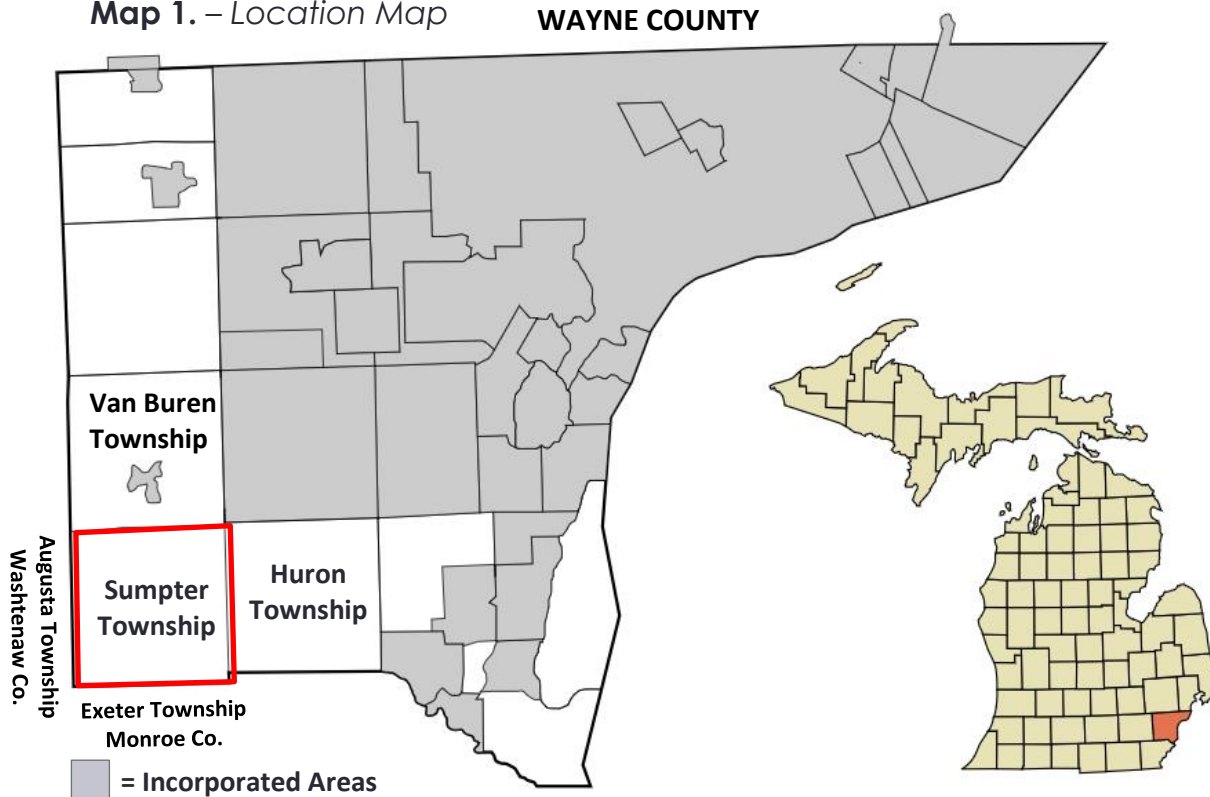 Map 1. – Location Map
WAYNE COUNTY
Van Buren
Township
Sumpter
Township
Huron
Township
Augusta Township
Washtenaw Co.
Exeter Township
Monroe Co.
= Incorporated Areas